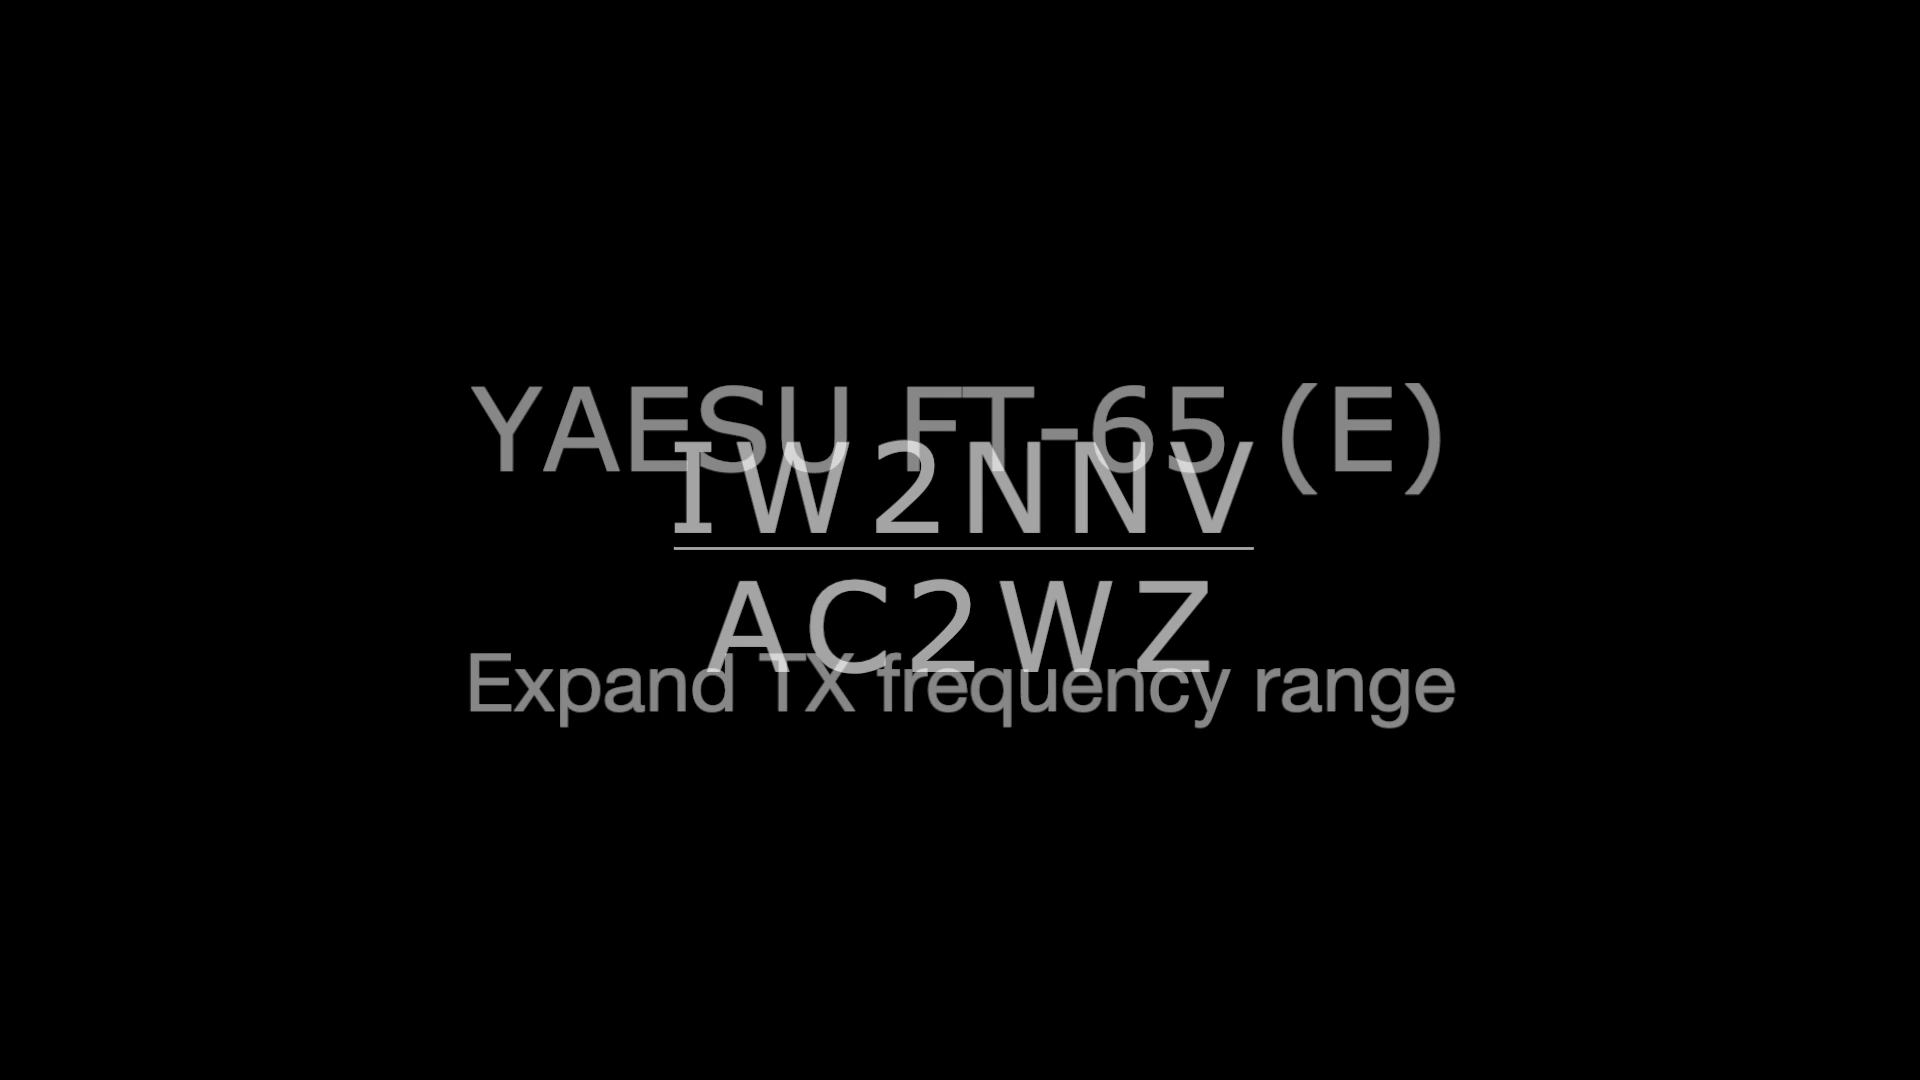 YAESU FT-65 (E)
IW2NNV
AC2WZ
Expand TX frequency range